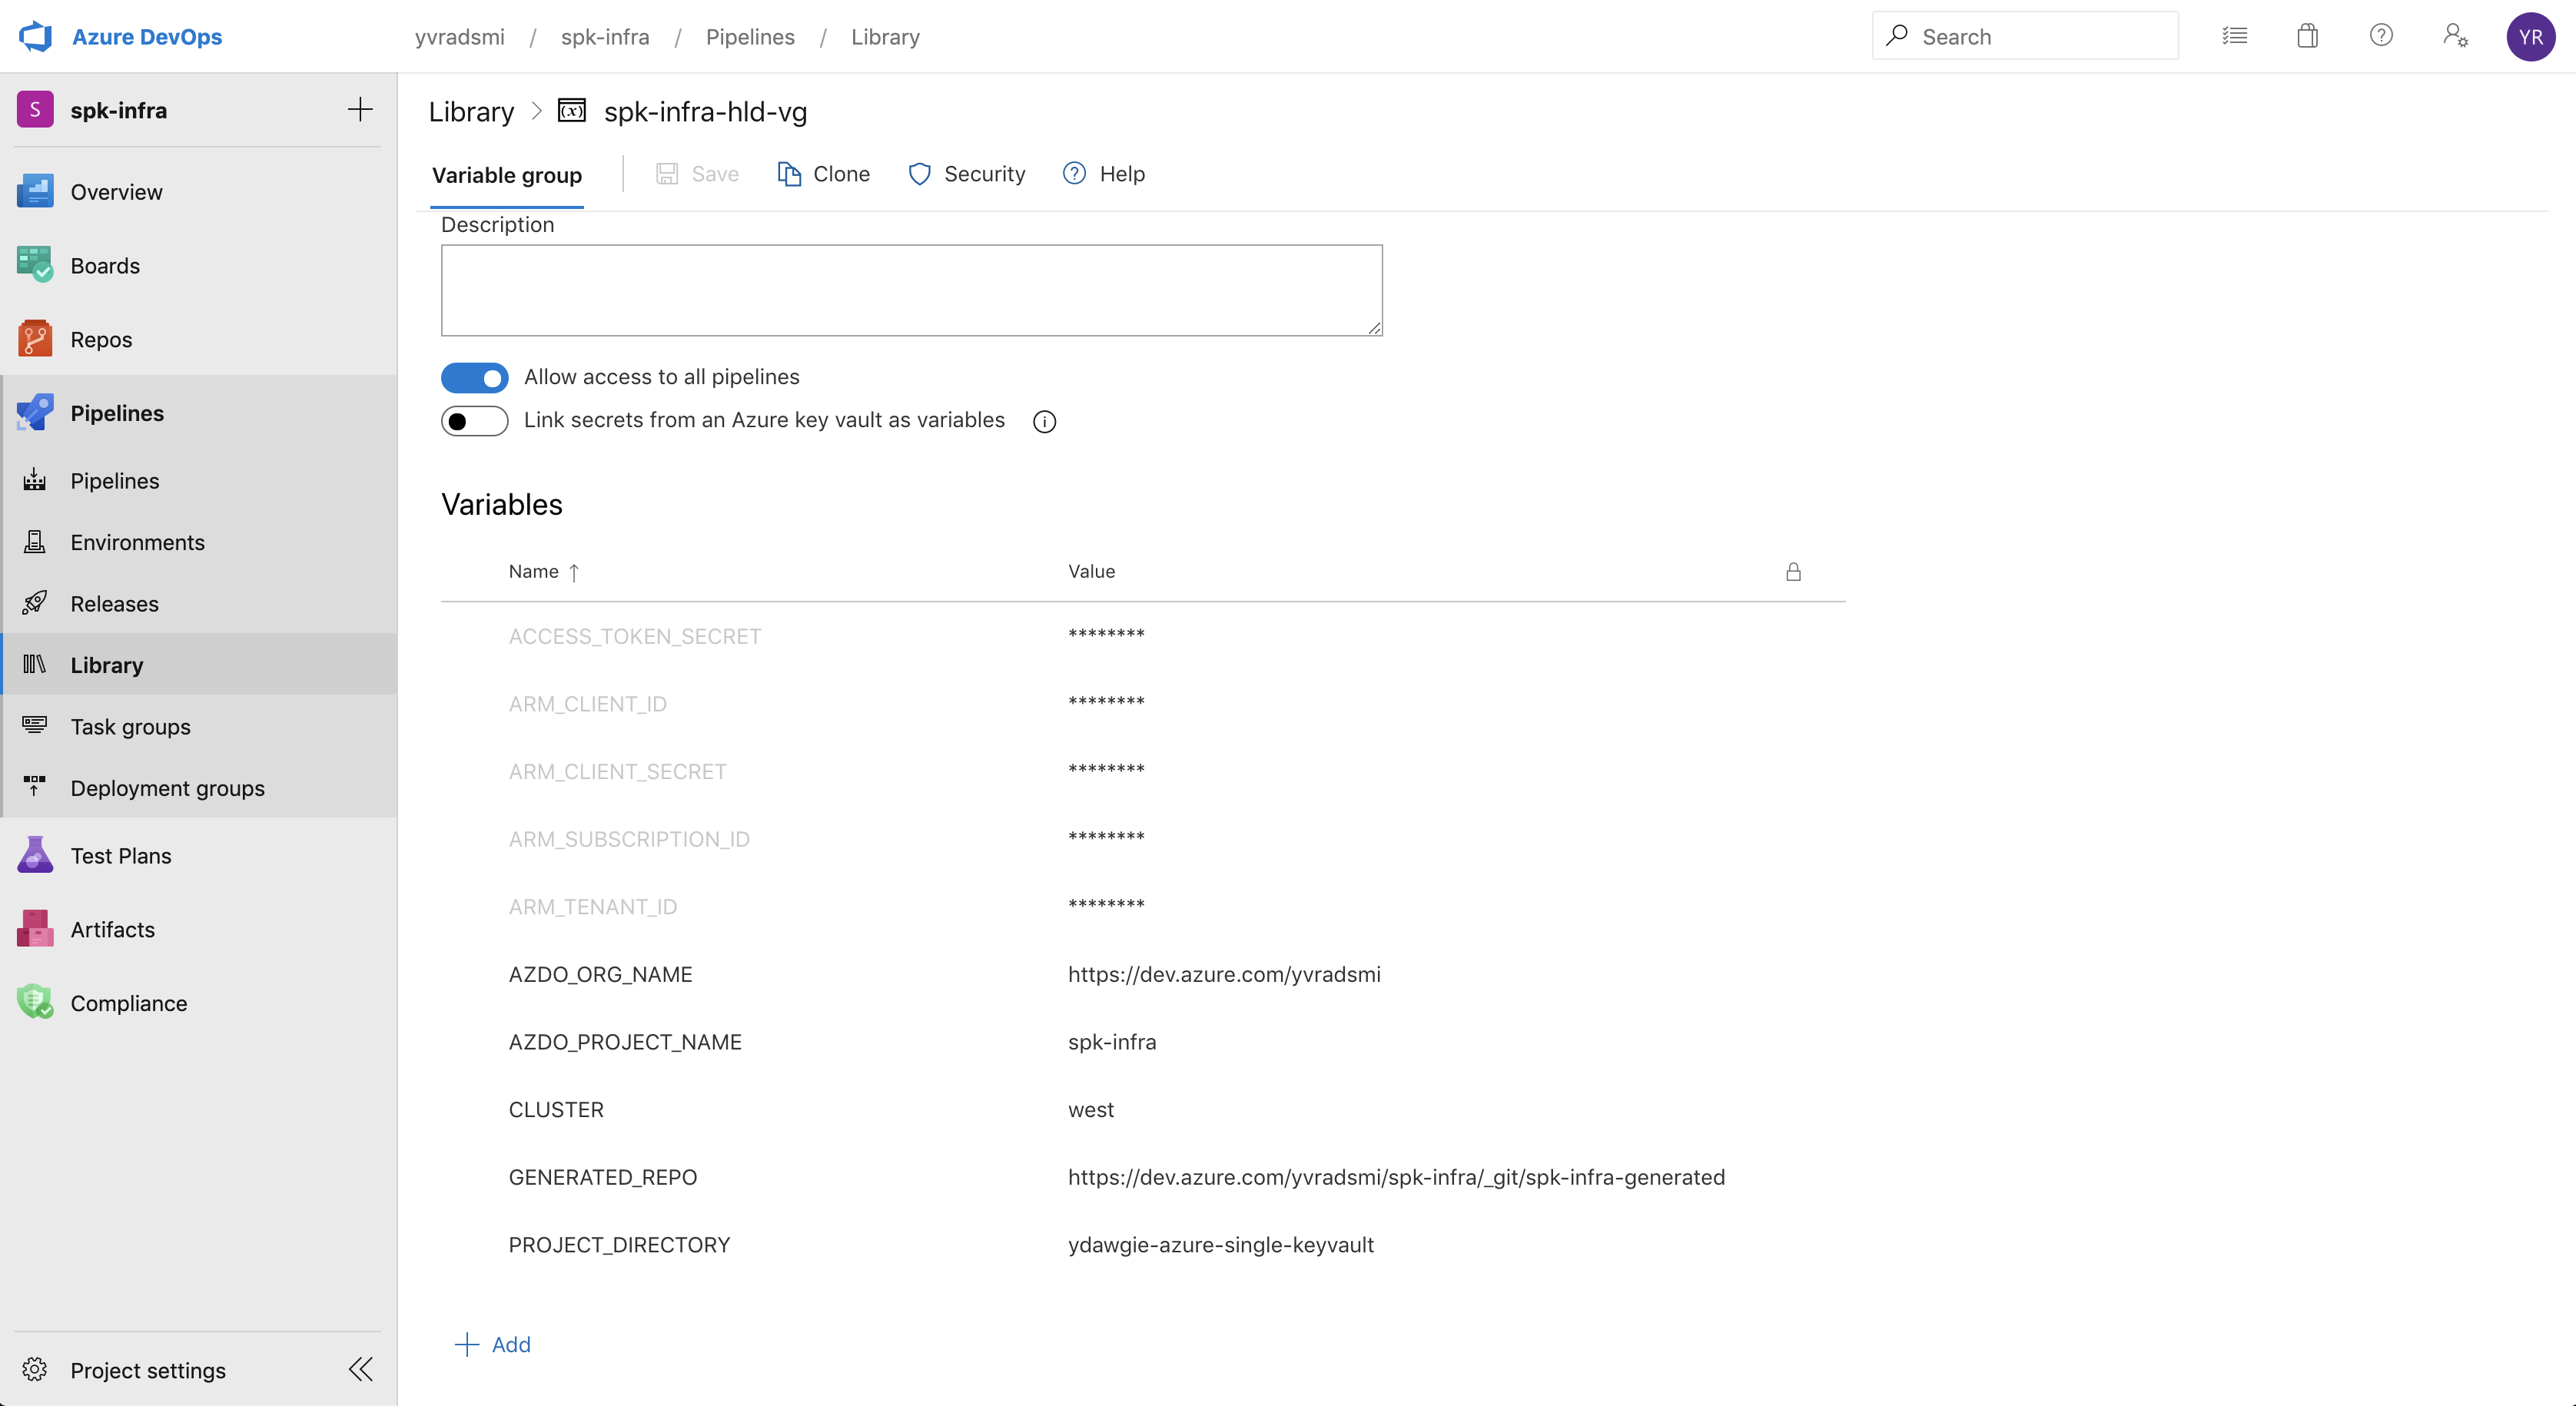 Azure DevOps
yvradsmi / spk-infra / Pipelines / Library
Search
YR
S spk-infra
Overview
Boards
Repos
Pipelines
Pipelines
Environments
Releases
Library
Task groups
Deployment groups
Test Plans
Artifacts
Compliance
Project settings
Library > (x) spk-infra-hld-vg
Variable group Save Clone Security Help
Description
Allow access to all pipelines
Link secrets from an Azure key vault as variables
Variables
Name ↑ Value
ACCESS_TOKEN_SECRET ********
ARM_CLIENT_ID ********
ARM_CLIENT_SECRET ********
ARM_SUBSCRIPTION_ID ********
ARM_TENANT_ID ********
AZDO_ORG_NAME https://dev.azure.com/yvradsmi
AZDO_PROJECT_NAME spk-infra
CLUSTER west
GENERATED_REPO https://dev.azure.com/yvradsmi/spk-infra/_git/spk-infra-generated
PROJECT_DIRECTORY ydawgie-azure-single-keyvault
+ Add